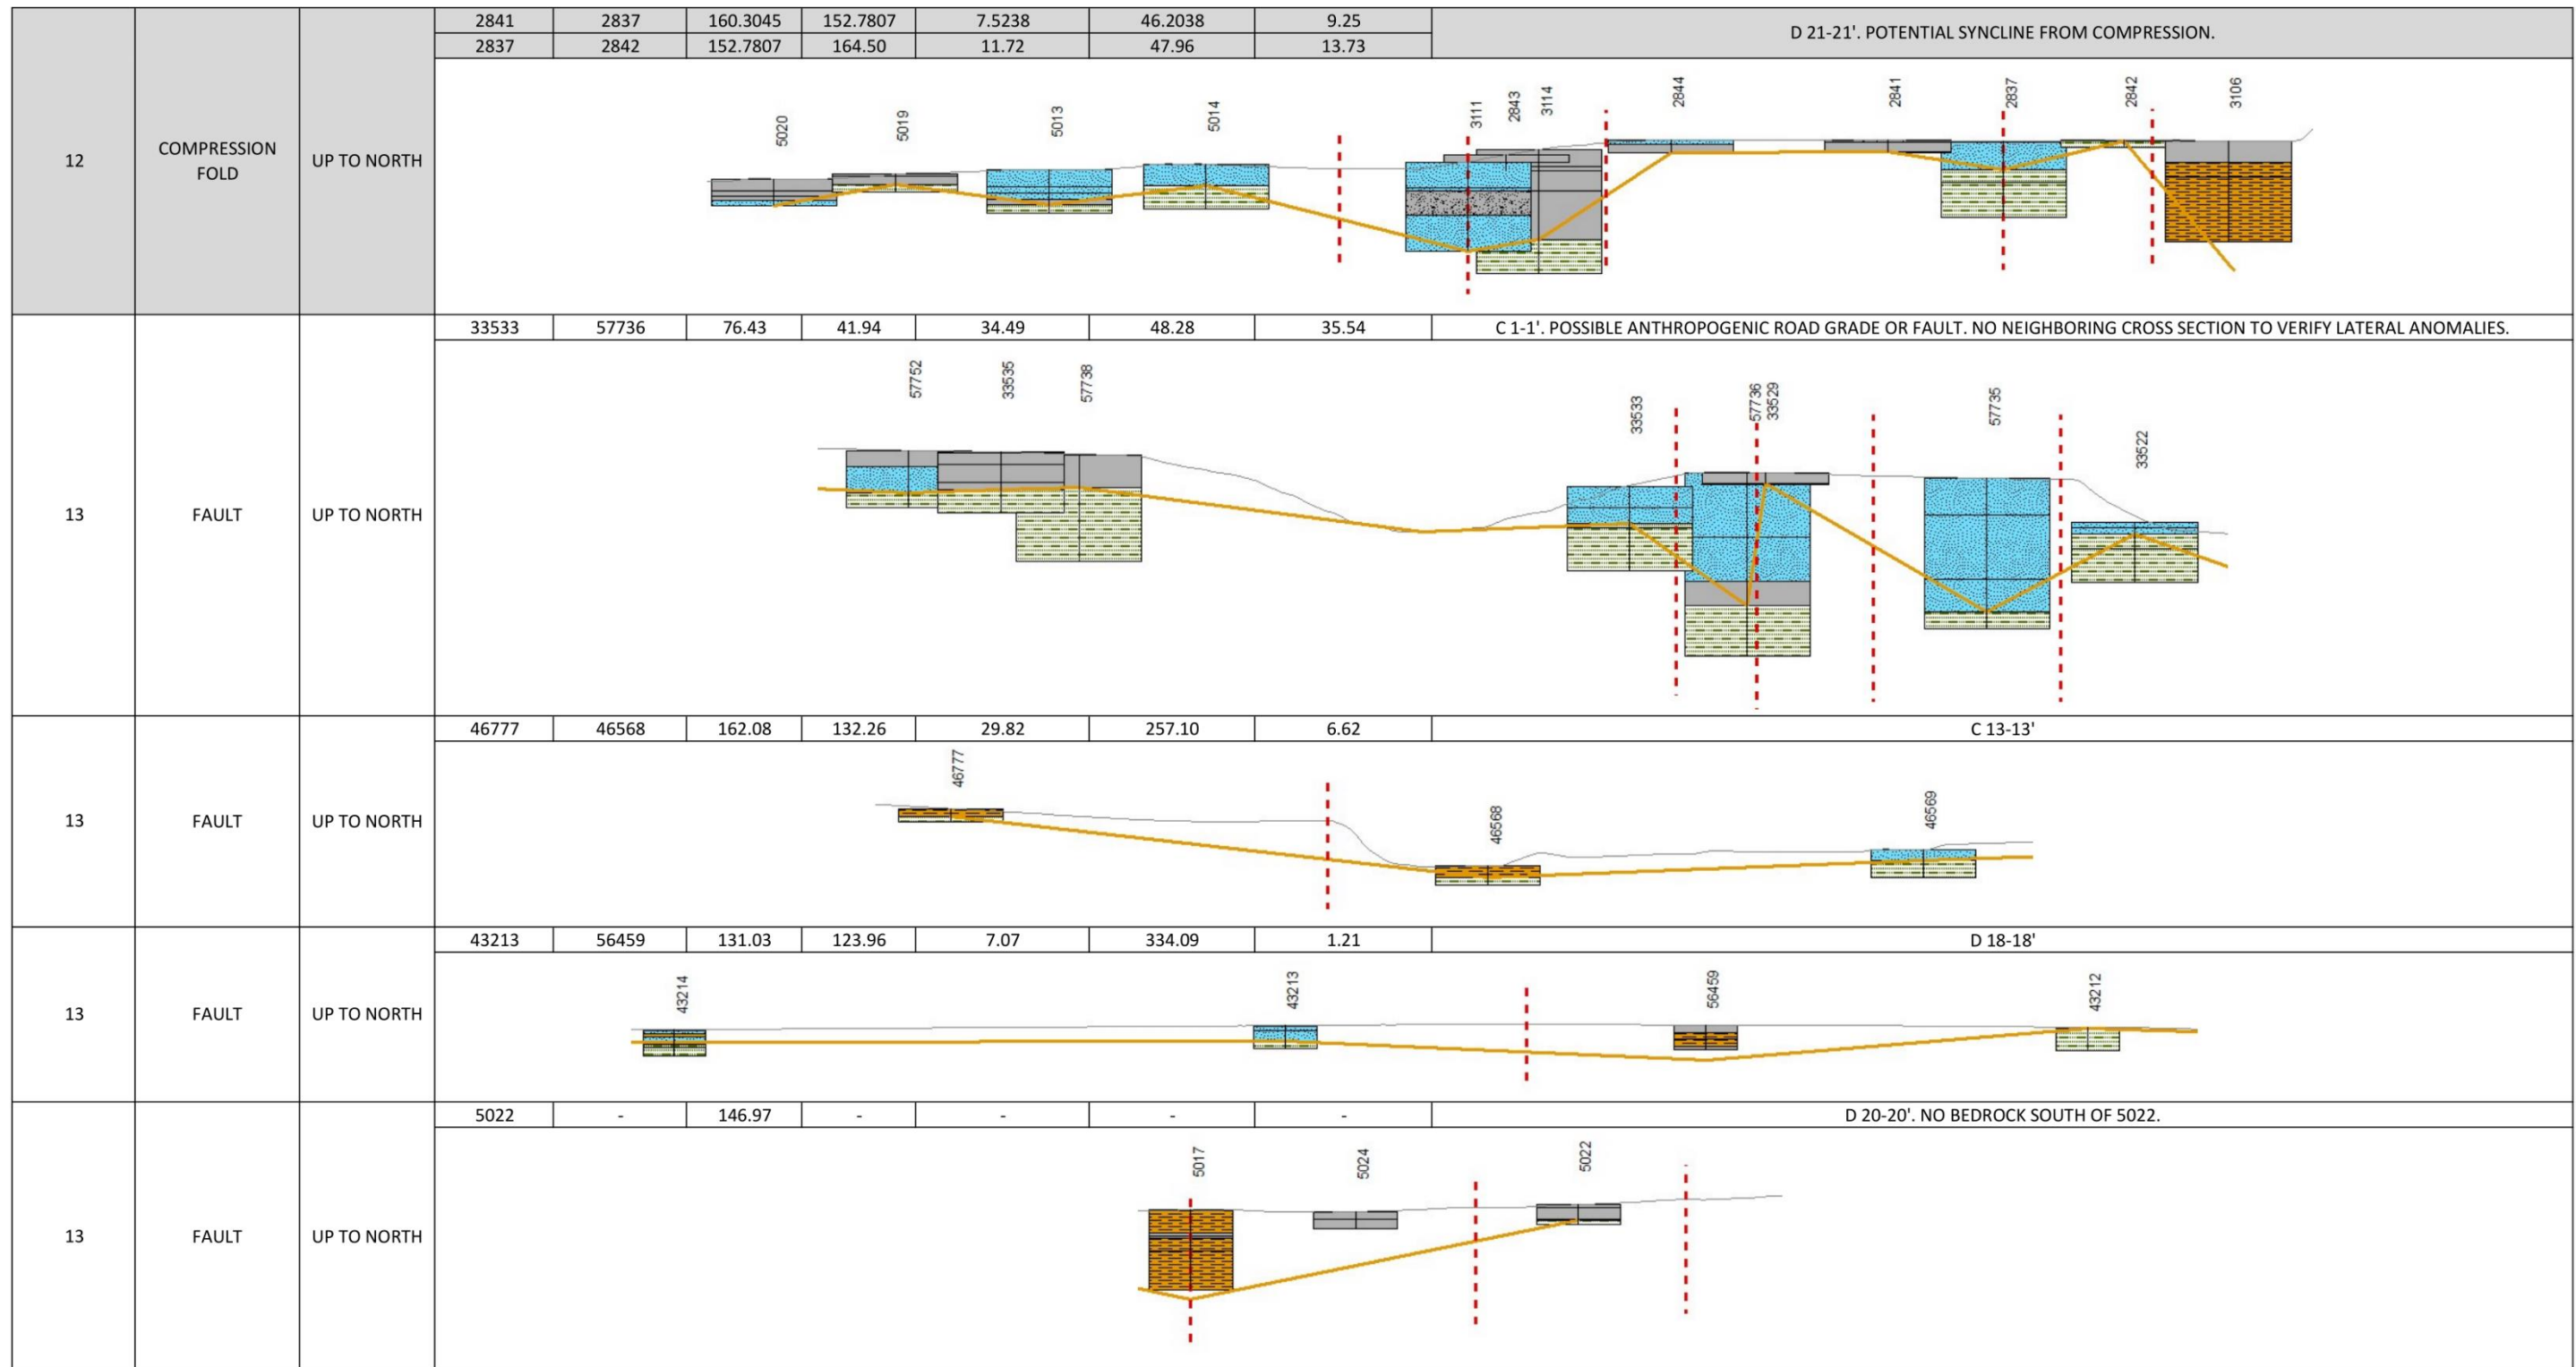 2841 2837 160.3045 152.7807 7.5238 46.2038 9.25 D 21-21'. POTENTIAL SYNCLINE FROM COMPRESSION.
2837 2842 152.7807 164.50 11.72 47.96 13.73
12 COMPRESSION FOLD UP TO NORTH
5020 5019 5013 5014 3111 2843 3114 2844 2841 2837 2842 3106
33533 57736 76.43 41.94 34.49 48.28 35.54 C 1-1'. POSSIBLE ANTHROPOGENIC ROAD GRADE OR FAULT. NO NEIGHBORING CROSS SECTION TO VERIFY LATERAL ANOMALIES.
13 FAULT UP TO NORTH
57752 33535 57738 33533 57736 33529 57735 33522
46777 46568 162.08 132.26 29.82 257.10 6.62 C 13-13'
13 FAULT UP TO NORTH
46777 46568 46569
43213 56459 131.03 123.96 7.07 334.09 1.21 D 18-18'
13 FAULT UP TO NORTH
43214 43213 56459 43212
5022 - 146.97 - - - - D 20-20'. NO BEDROCK SOUTH OF 5022.
13 FAULT UP TO NORTH
5017 5024 5022